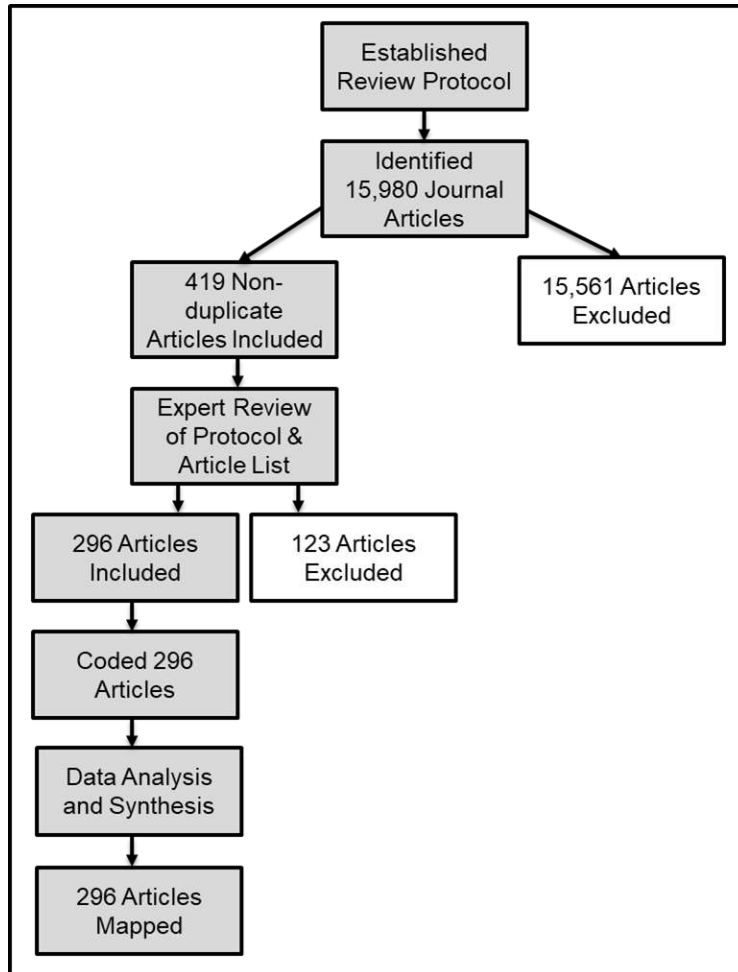 Established
Review Protocol
Identified
15,980 Journal
Articles
419 Non-
duplicate
Articles Included
15,561 Articles
Excluded
Expert Review
of Protocol &
Article List
296 Articles
Included
123 Articles
Excluded
Coded 296
Articles
Data Analysis
and Synthesis
296 Articles
Mapped